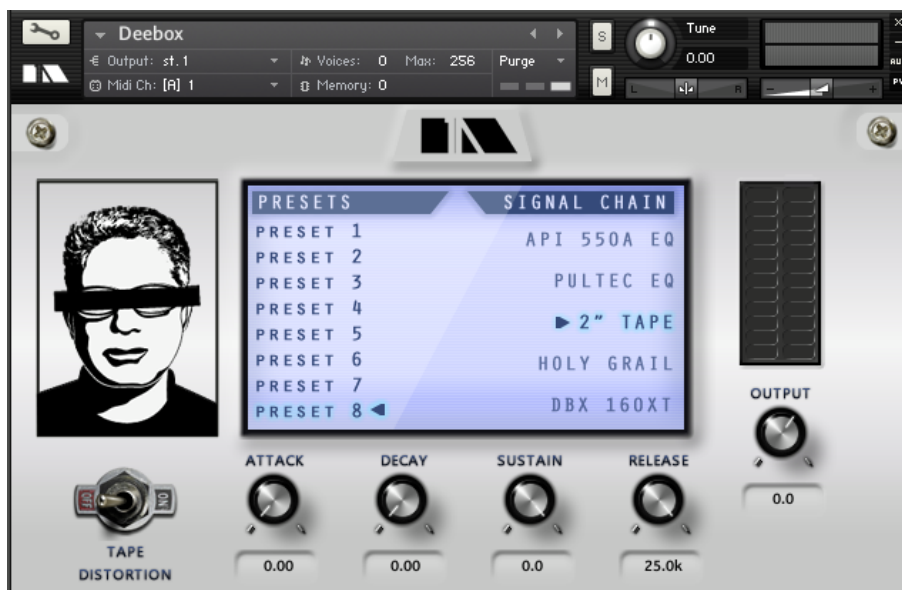 Deebox
S
Tune
Output: st. 1
Voices: 0 Max: 256
Purge
0.00
Midi Ch: [A] 1
Memory: 0
M
L
R
-
+
AU
PV
PRESETS
SIGNAL CHAIN
PRESET 1
API 550A EQ
PRESET 2
PRESET 3
PULTEC EQ
PRESET 4
2" TAPE
PRESET 5
PRESET 6
HOLY GRAIL
PRESET 7
PRESET 8
DBX 160XT
OUTPUT
0.0
ATTACK
DECAY
SUSTAIN
RELEASE
OFF
ON
TAPE
DISTORTION
0.00
0.00
0.0
25.0k